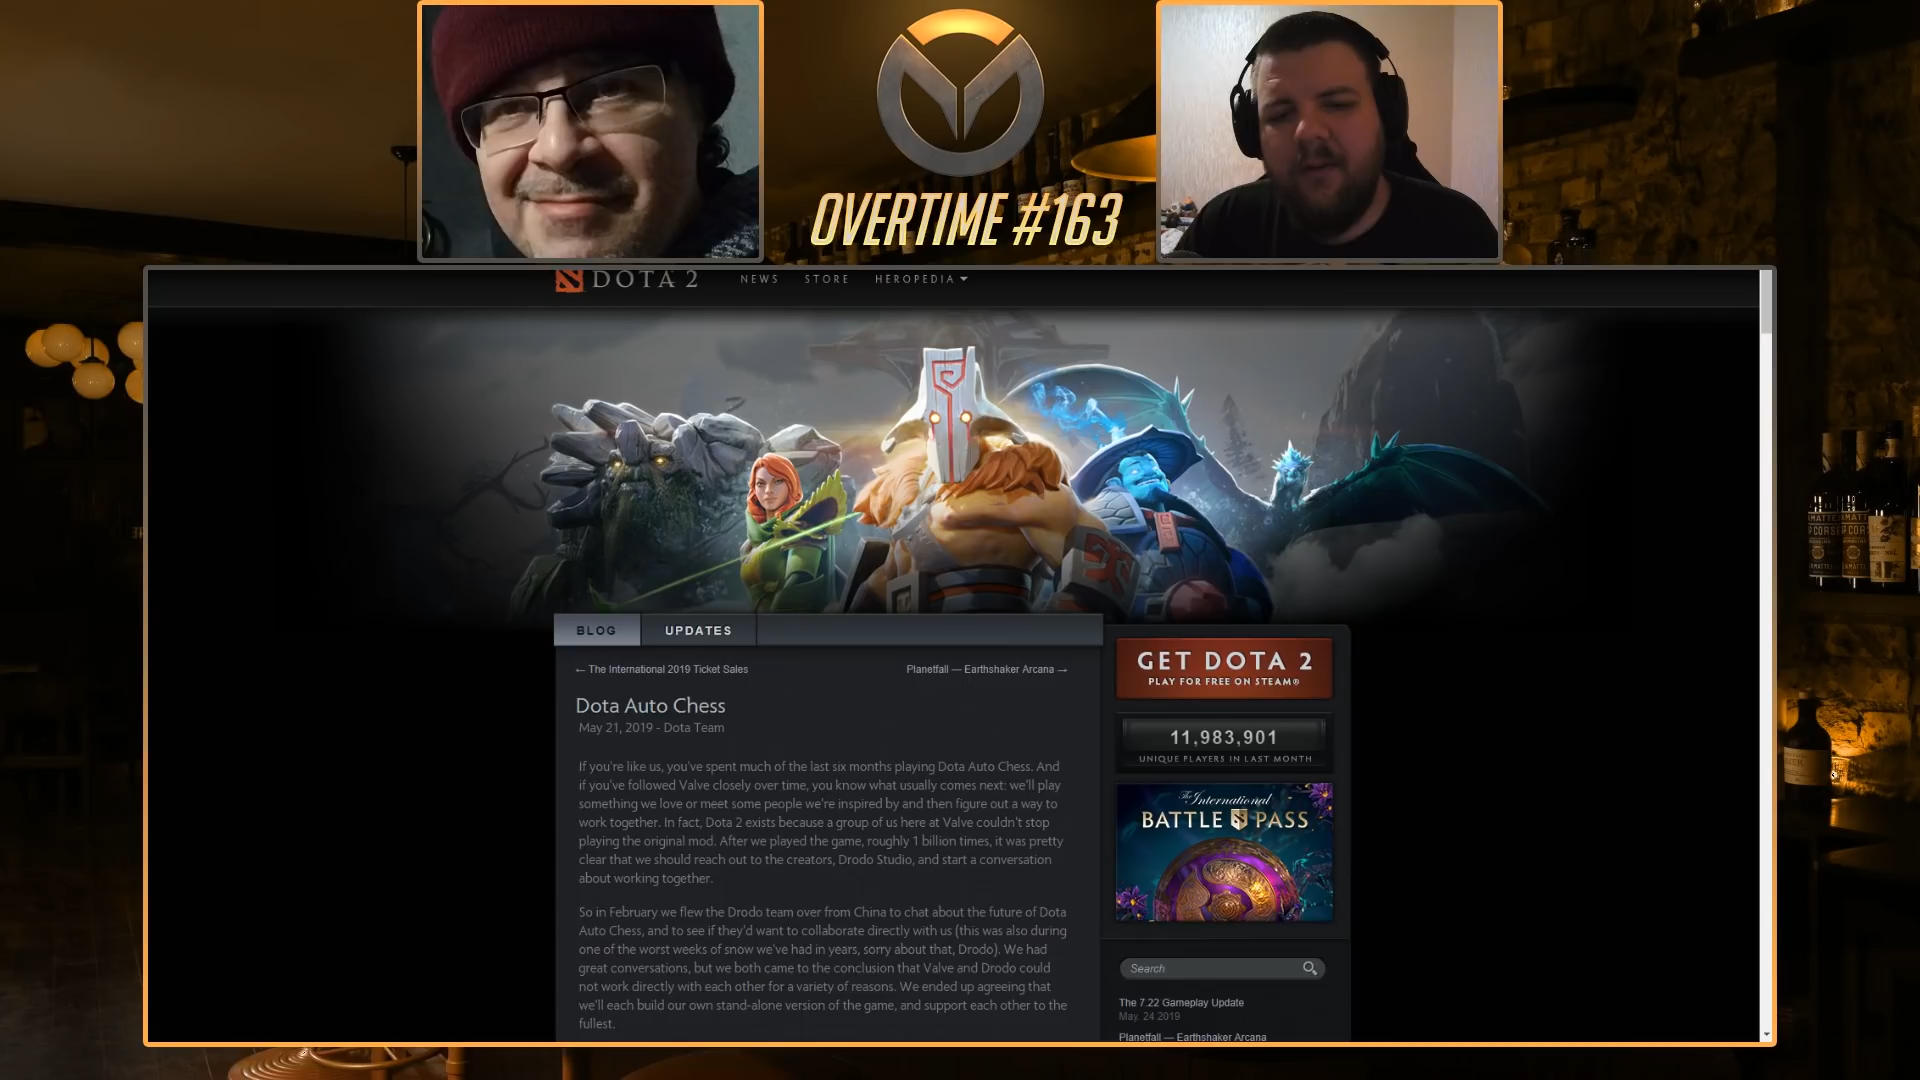 OVERTIME #163
DOTA 2
NEWS
STORE
HEROPEDIA
BLOG
UPDATES
← The International 2019 Ticket Sales
Planetfall — Earthshaker Arcana →
Dota Auto Chess
May 21, 2019 - Dota Team
If you're like us, you've spent much of the last six months playing Dota Auto Chess. And
if you've followed Valve closely over time, you know what usually comes next: we'll play
something we love or meet some people we're inspired by and then figure out a way to
work together. In fact, Dota 2 exists because a group of us here at Valve couldn't stop
playing the original mod. After we played the game, roughly 1 billion times, it was pretty
clear that we should reach out to the creators, Drodo Studio, and start a conversation
about working together.
So in February we flew the Drodo team over from China to chat about the future of Dota
Auto Chess, and to see if they'd want to collaborate directly with us (this was also during
one of the worst weeks of snow we've had in years, sorry about that, Drodo). We had
great conversations, but we both came to the conclusion that Valve and Drodo could
not work directly with each other for a variety of reasons. We ended up agreeing that
we'll each build our own stand-alone version of the game, and support each other to the
fullest.
GET DOTA 2
PLAY FOR FREE ON STEAM®
11,983,901
UNIQUE PLAYERS IN LAST MONTH
The International
BATTLE PASS
Search
The 7.22 Gameplay Update
May. 24 2019
Planetfall — Earthshaker Arcana